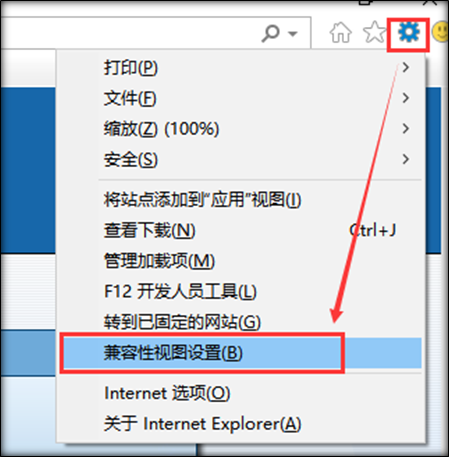 打印(P)
文件(F)
缩放(Z) (100%)
安全(S)
将站点添加到“应用”视图(I)
查看下载(N) Ctrl+J
管理加载项(M)
F12 开发人员工具(L)
转到已固定的网站(G)
兼容性视图设置(B)
Internet 选项(O)
关于 Internet Explorer(A)